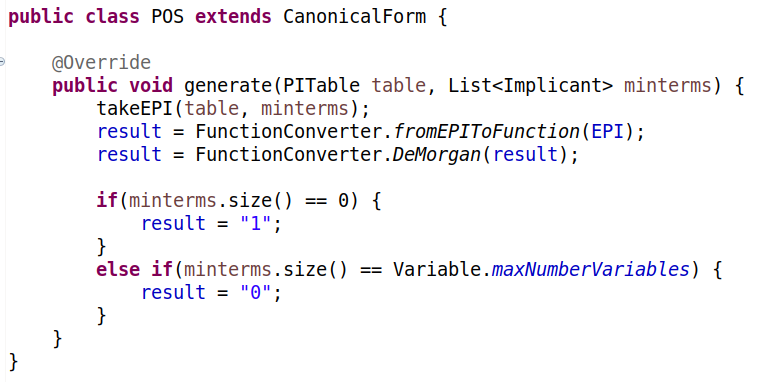 public class POS extends CanonicalForm {
@Override
public void generate(PITable table, List<Implicant> minterms) {
takeEPI(table, minterms);
result = FunctionConverter.fromEPIToFunction(EPI);
result = FunctionConverter.DeMorgan(result);
if(minterms.size() == 0) {
result = "1";
}
else if(minterms.size() == Variable.maxNumberVariables) {
result = "0";
}
}
}